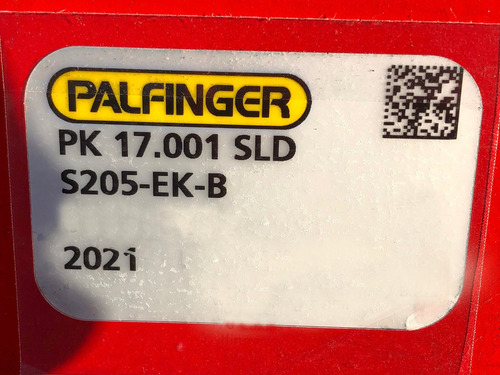 PALFINGER
PK 17.001 SLD
S205-EK-B
2021